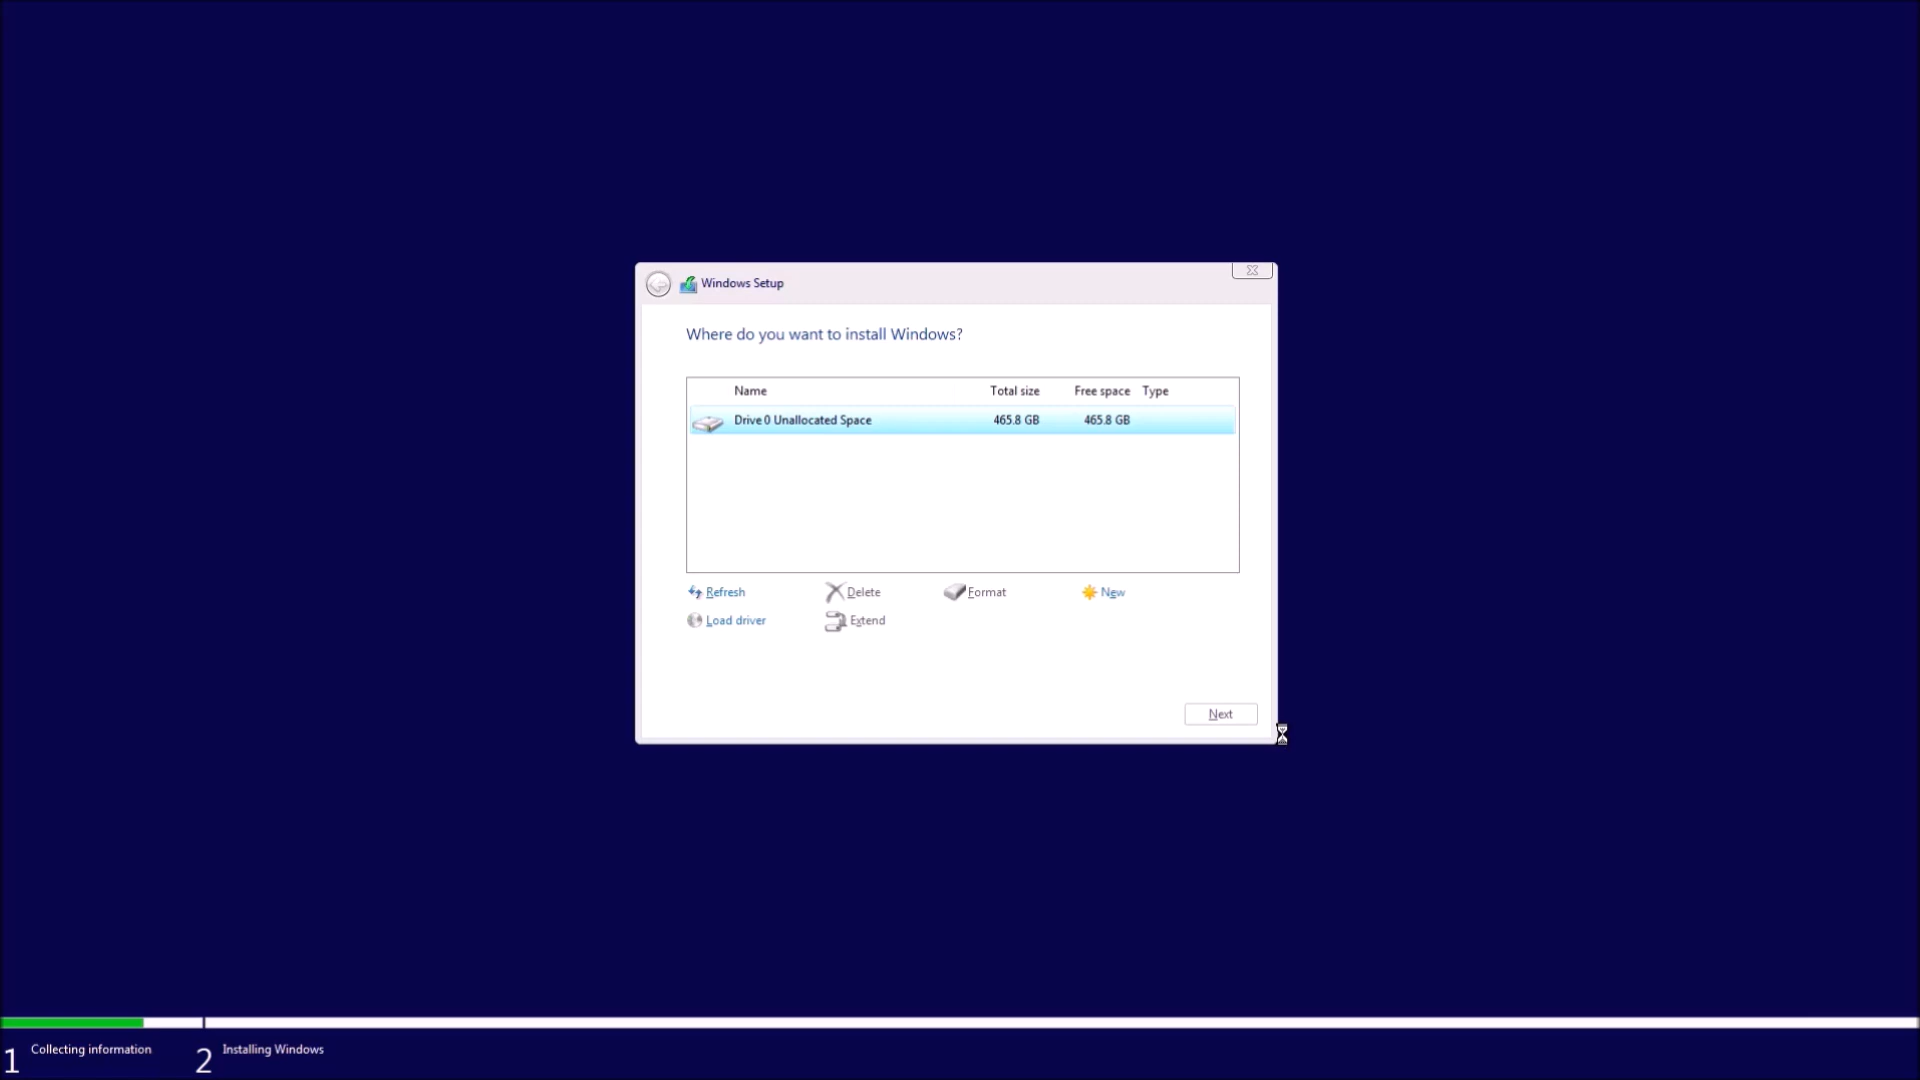 Windows Setup
Where do you want to install Windows?
Name Total size Free space Type
Drive 0 Unallocated Space 465.8 GB 465.8 GB
Refresh Delete Format New
Load driver Extend
Next
1 Collecting information 2 Installing Windows